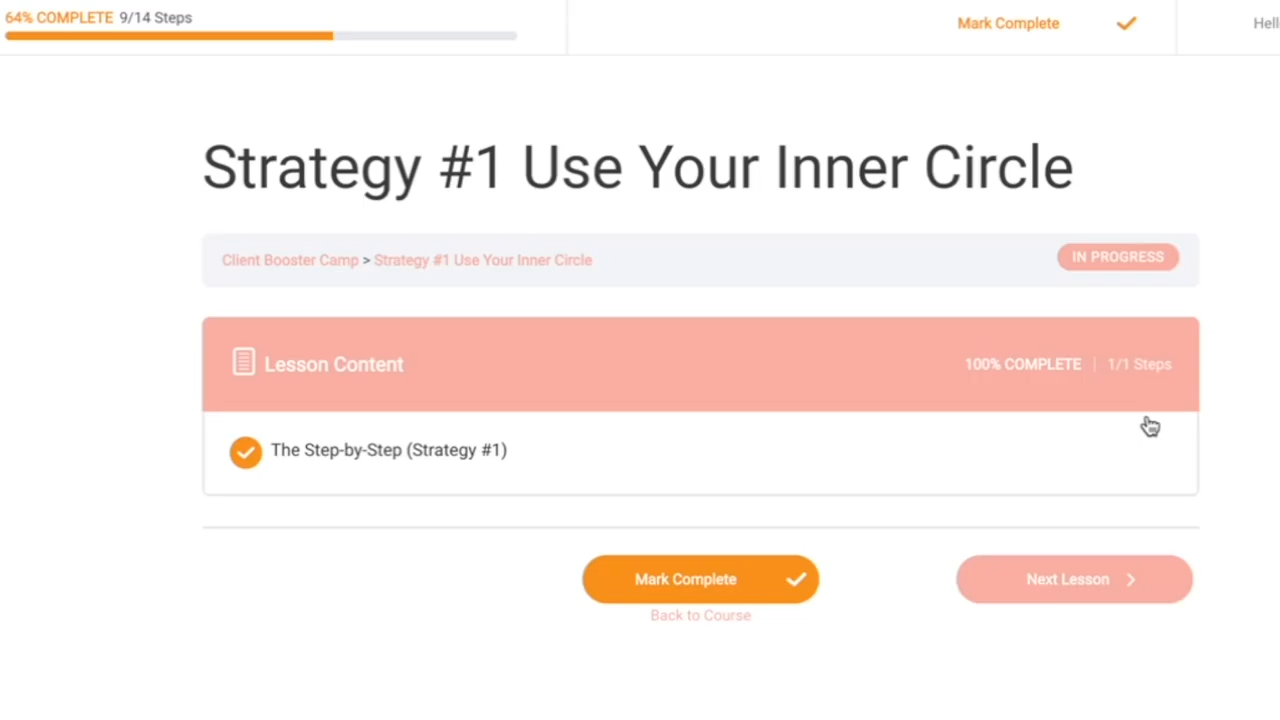 64% COMPLETE 9/14 Steps
Mark Complete
Hell
Strategy #1 Use Your Inner Circle
Client Booster Camp > Strategy #1 Use Your Inner Circle
IN PROGRESS
Lesson Content
100% COMPLETE | 1/1 Steps
The Step-by-Step (Strategy #1)
Mark Complete
Next Lesson
Back to Course